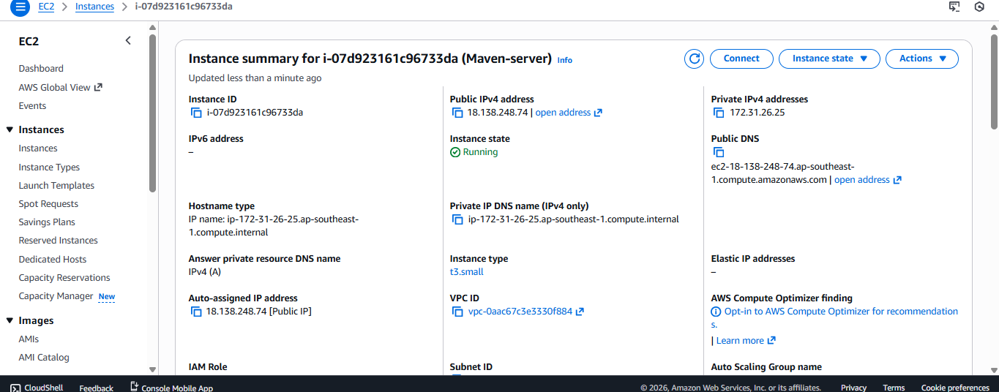 EC2 > Instances > i-07d923161c96733da
EC2
Dashboard
AWS Global View
Events
Instances
Instances
Instance Types
Launch Templates
Spot Requests
Savings Plans
Reserved Instances
Dedicated Hosts
Capacity Reservations
Capacity Manager New
Images
AMIs
AMI Catalog
Instance summary for i-07d923161c96733da (Maven-server) Info
Updated less than a minute ago
Connect
Instance state
Actions
Instance ID
i-07d923161c96733da
Public IPv4 address
18.138.248.74 | open address
Private IPv4 addresses
172.31.26.25
IPv6 address
–
Instance state
Running
Public DNS
ec2-18-138-248-74.ap-southeast-
1.compute.amazonaws.com | open address
Hostname type
IP name: ip-172-31-26-25.ap-southeast-
1.compute.internal
Private IP DNS name (IPv4 only)
ip-172-31-26-25.ap-southeast-1.compute.internal
Answer private resource DNS name
IPv4 (A)
Instance type
t3.small
Elastic IP addresses
–
Auto-assigned IP address
18.138.248.74 [Public IP]
VPC ID
vpc-0aac67c3e3330f884
AWS Compute Optimizer finding
Opt-in to AWS Compute Optimizer for recommendation
s.
| Learn more
IAM Role
Subnet ID
Auto Scaling Group name
CloudShell
Feedback
Console Mobile App
© 2026, Amazon Web Services, Inc. or its affiliates.
Privacy
Terms
Cookie preferences